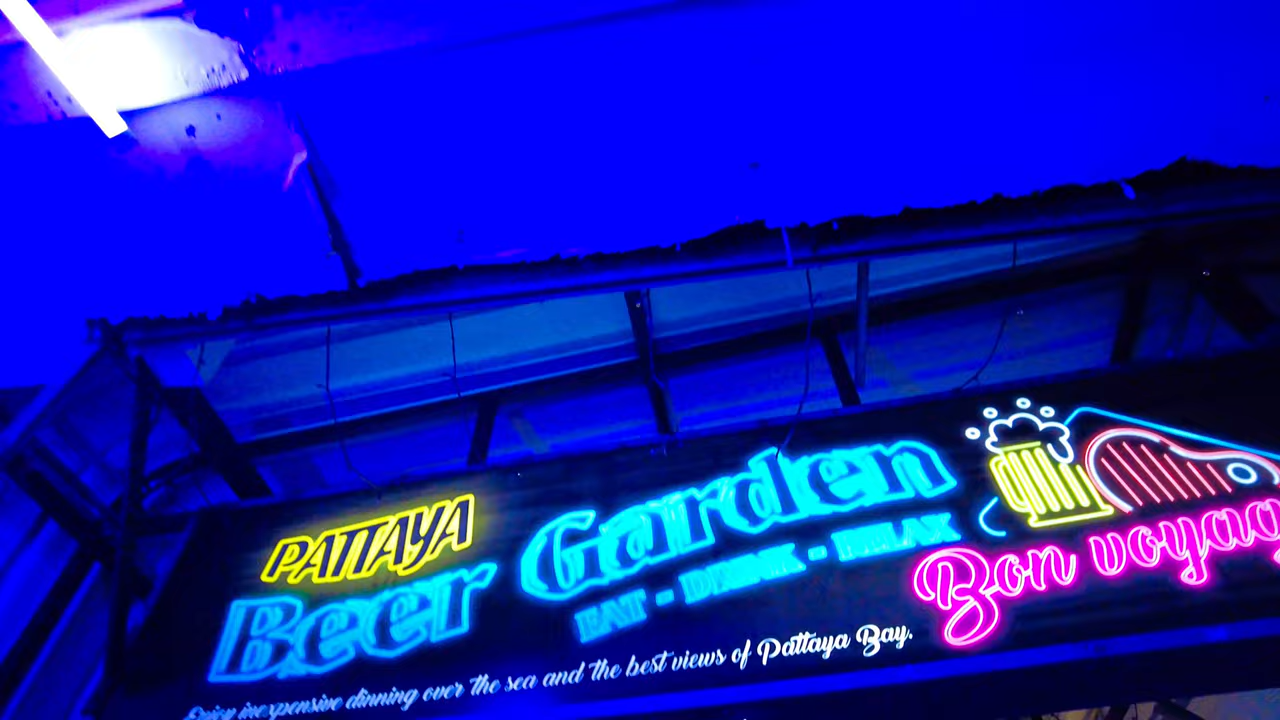 PATTAYA
Beer Garden
EAT - DRINK - RELAX
Bon voyag
Enjoy inexpensive dinning over the sea and the best views of Pattaya Bay.